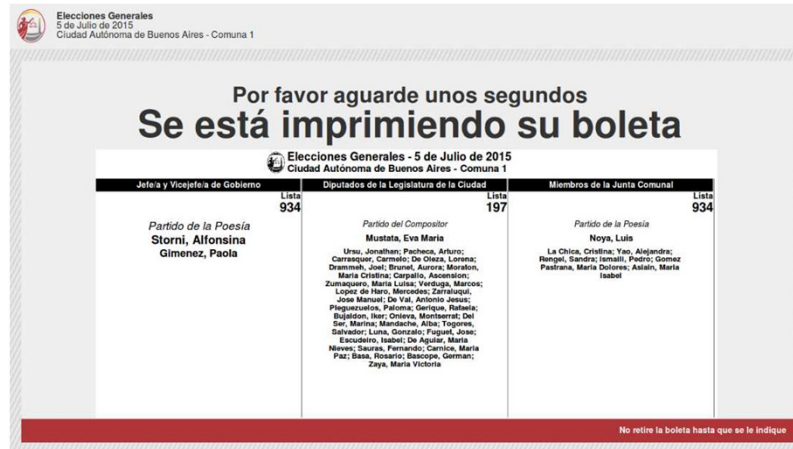 Elecciones Generales
5 de Julio de 2015
Ciudad Autónoma de Buenos Aires - Comuna 1
Por favor aguarde unos segundos
Se está imprimiendo su boleta
Elecciones Generales - 5 de Julio de 2015
Ciudad Autónoma de Buenos Aires - Comuna 1
Jefe/a y Vicejefe/a de Gobierno
Lista
934
Partido de la Poesía
Storni, Alfonsina
Gimenez, Paola
Diputados de la Legislatura de la Ciudad
Lista
197
Partido del Compositor
Mustata, Eva Maria
Ursu, Jonathan; Pacheca, Arturo;
Carrasquer, Carmelo; De Oleza, Lorena;
Drammeh, Joel; Brunet, Aurora; Moraton,
Maria Cristina; Carpallo, Ascension;
Zumaquero, Maria Luisa; Verduga, Marcos;
Lopez de Haro, Mercedes; Zarraluqui,
Jose Manuel; De Val, Antonio Jesus;
Pleguezuelos, Paloma; Gerique, Rafaela;
Bujaldon, Iker; Onieva, Montserrat; Del
Ser, Marina; Mandache, Alba; Togores,
Salvador; Luna, Gonzalo; Fuguet, Jose;
Escudeiro, Isabel; De Aguiar, Maria
Nieves; Sauras, Fernando; Carnice, Maria
Paz; Basa, Rosario; Bascope, German;
Zaya, Maria Victoria
Miembros de la Junta Comunal
Lista
934
Partido de la Poesía
Noya, Luis
La Chica, Cristina; Yao, Alejandra;
Rengel, Sandra; Ismaili, Pedro; Gomez
Pastrana, Maria Dolores; Asiain, Maria
Isabel
No retire la boleta hasta que se le indique